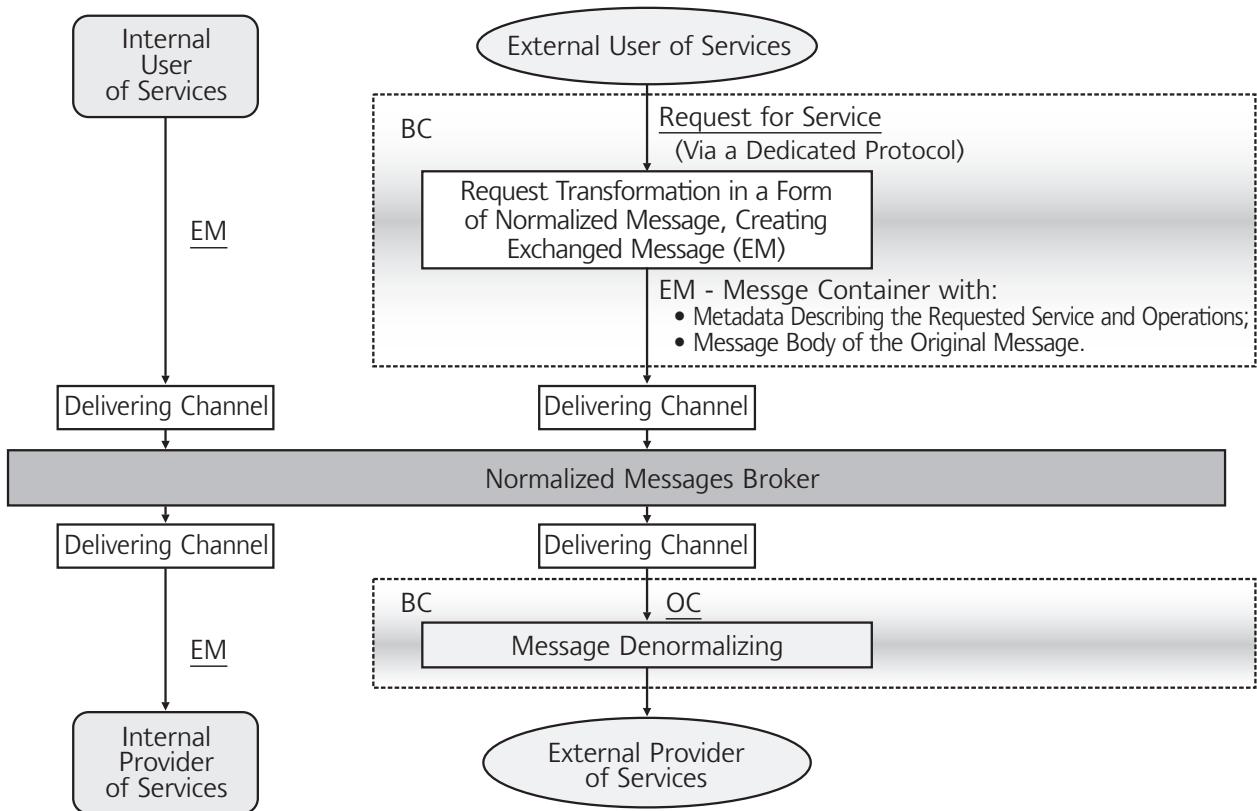 Internal
User
of Services
External User of Services
BC
Request for Service
(Via a Dedicated Protocol)
Request Transformation in a Form
of Normalized Message, Creating
Exchanged Message (EM)
EM
EM - Messge Container with:
• Metadata Describing the Requested Service and Operations;
• Message Body of the Original Message.
Delivering Channel
Delivering Channel
Normalized Messages Broker
Delivering Channel
Delivering Channel
BC
OC
Message Denormalizing
EM
Internal
Provider
of Services
External Provider
of Services